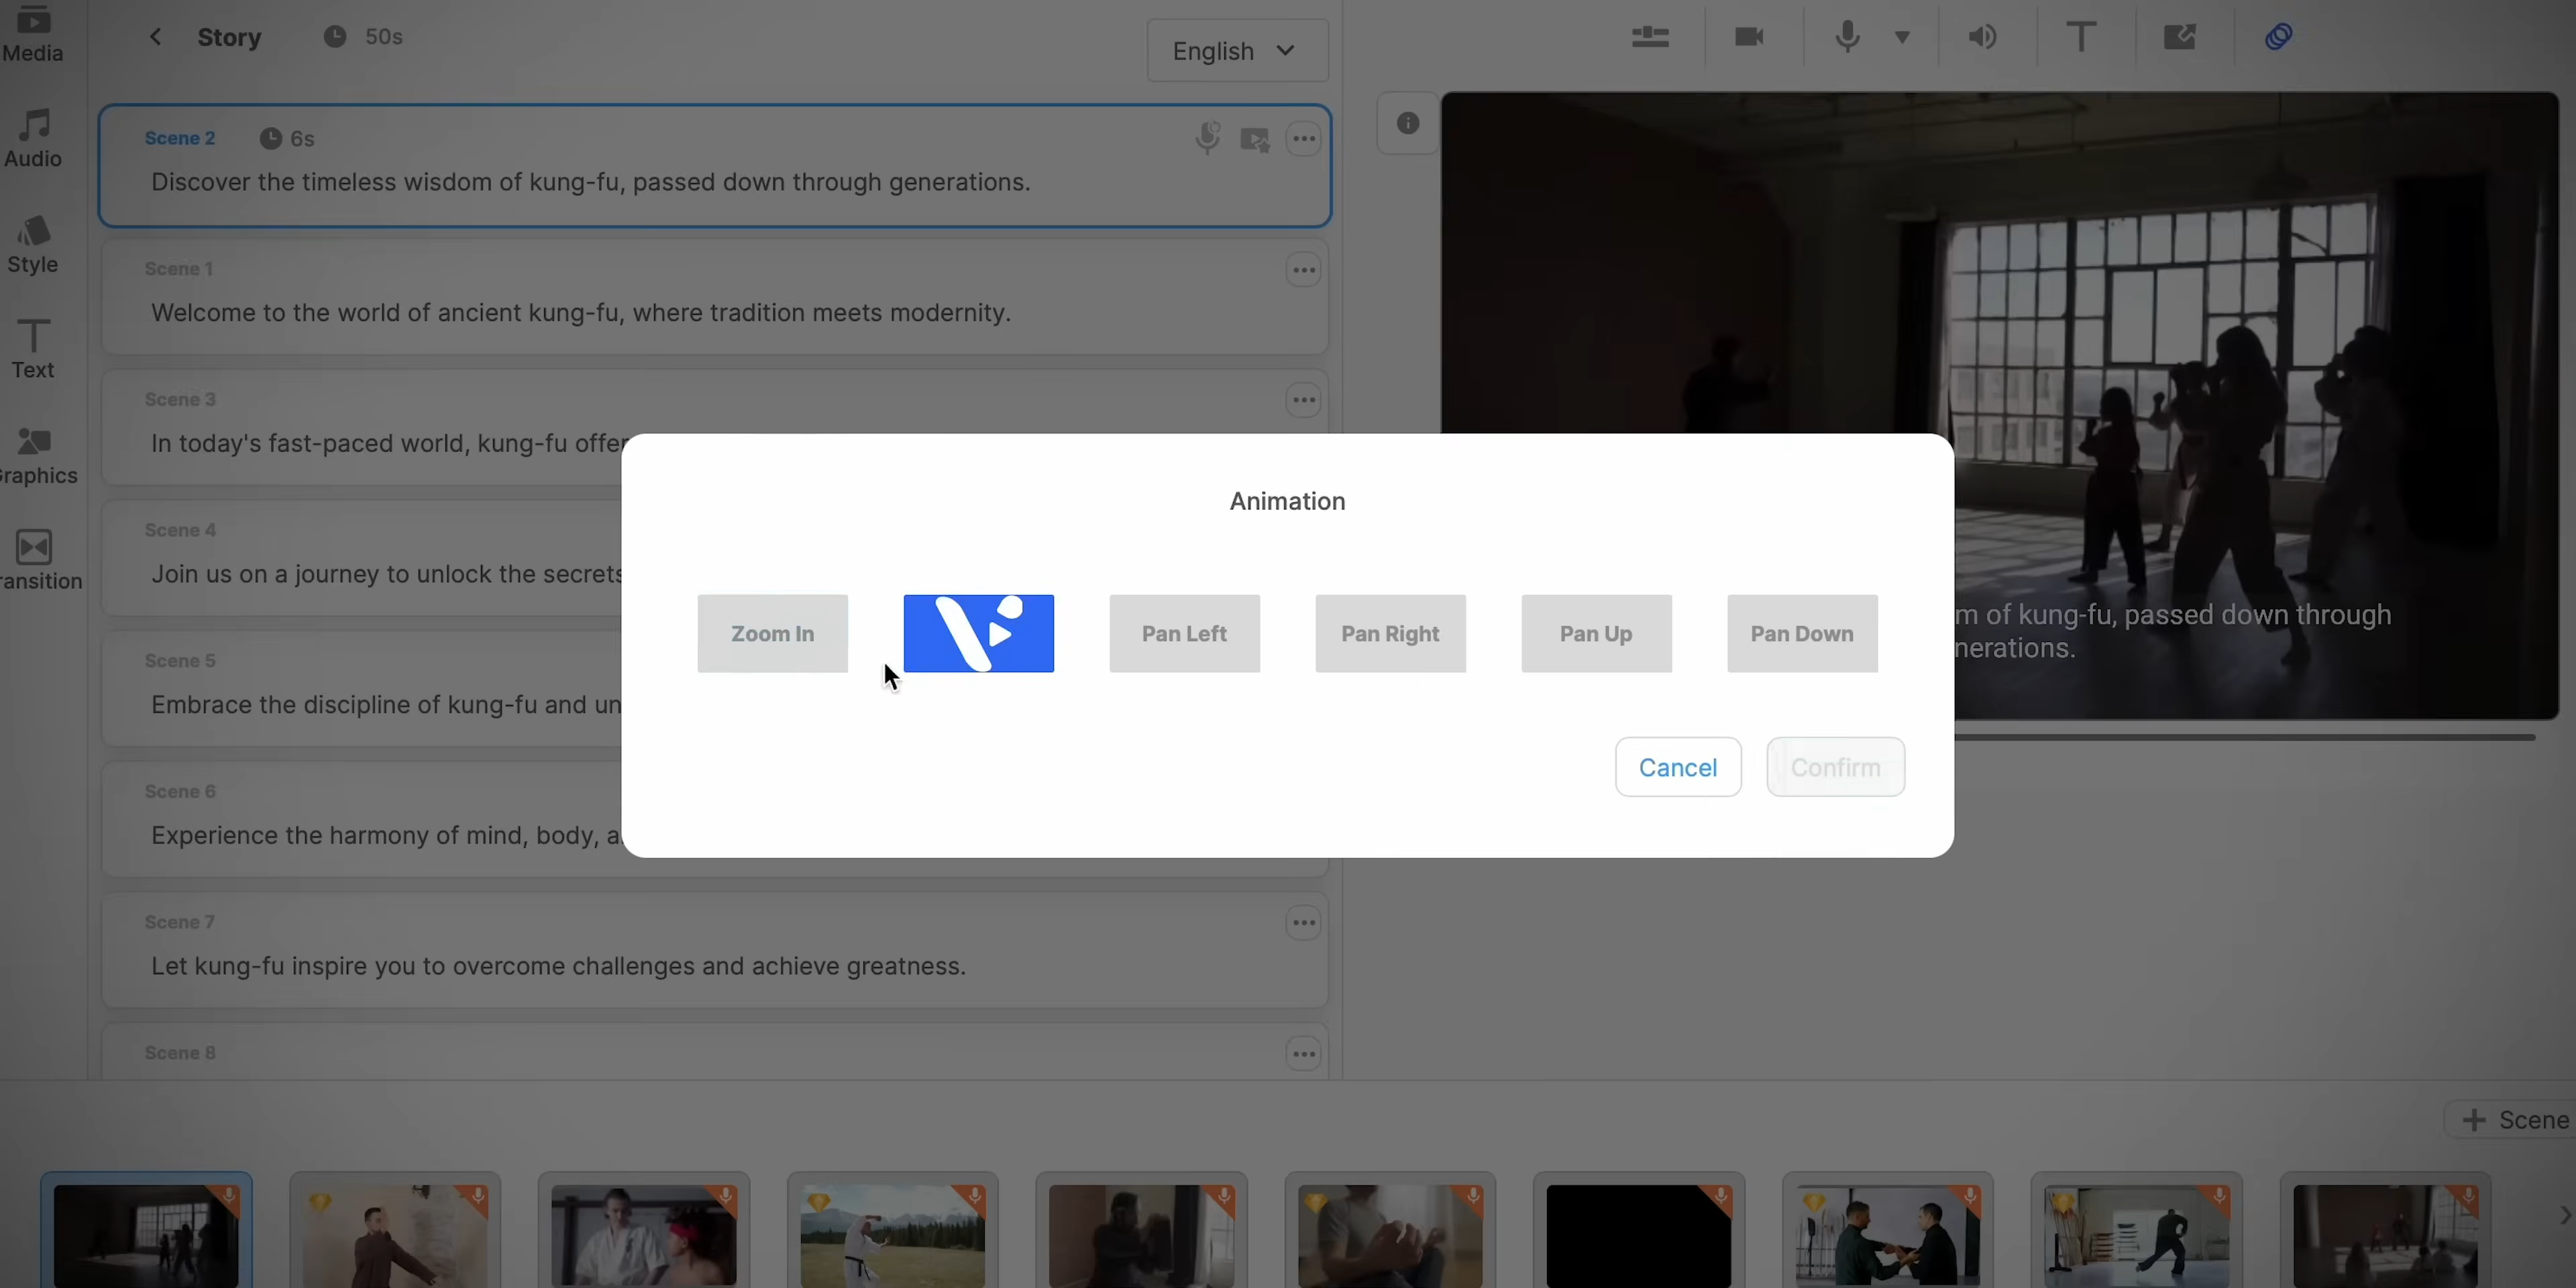 Media
Audio
Style
Text
raphics
ransition
Story
50s
English
Scene 2
6s
Discover the timeless wisdom of kung-fu, passed down through generations.
Scene 1
Welcome to the world of ancient kung-fu, where tradition meets modernity.
Scene 3
In today's fast-paced world, kung-fu offer
Scene 4
Join us on a journey to unlock the secrets
Scene 5
Embrace the discipline of kung-fu and un
Scene 6
Experience the harmony of mind, body, a
Scene 7
Let kung-fu inspire you to overcome challenges and achieve greatness.
Scene 8
m of kung-fu, passed down through
nerations.
Animation
Zoom In
Pan Left
Pan Right
Pan Up
Pan Down
Cancel
Confirm
Scene